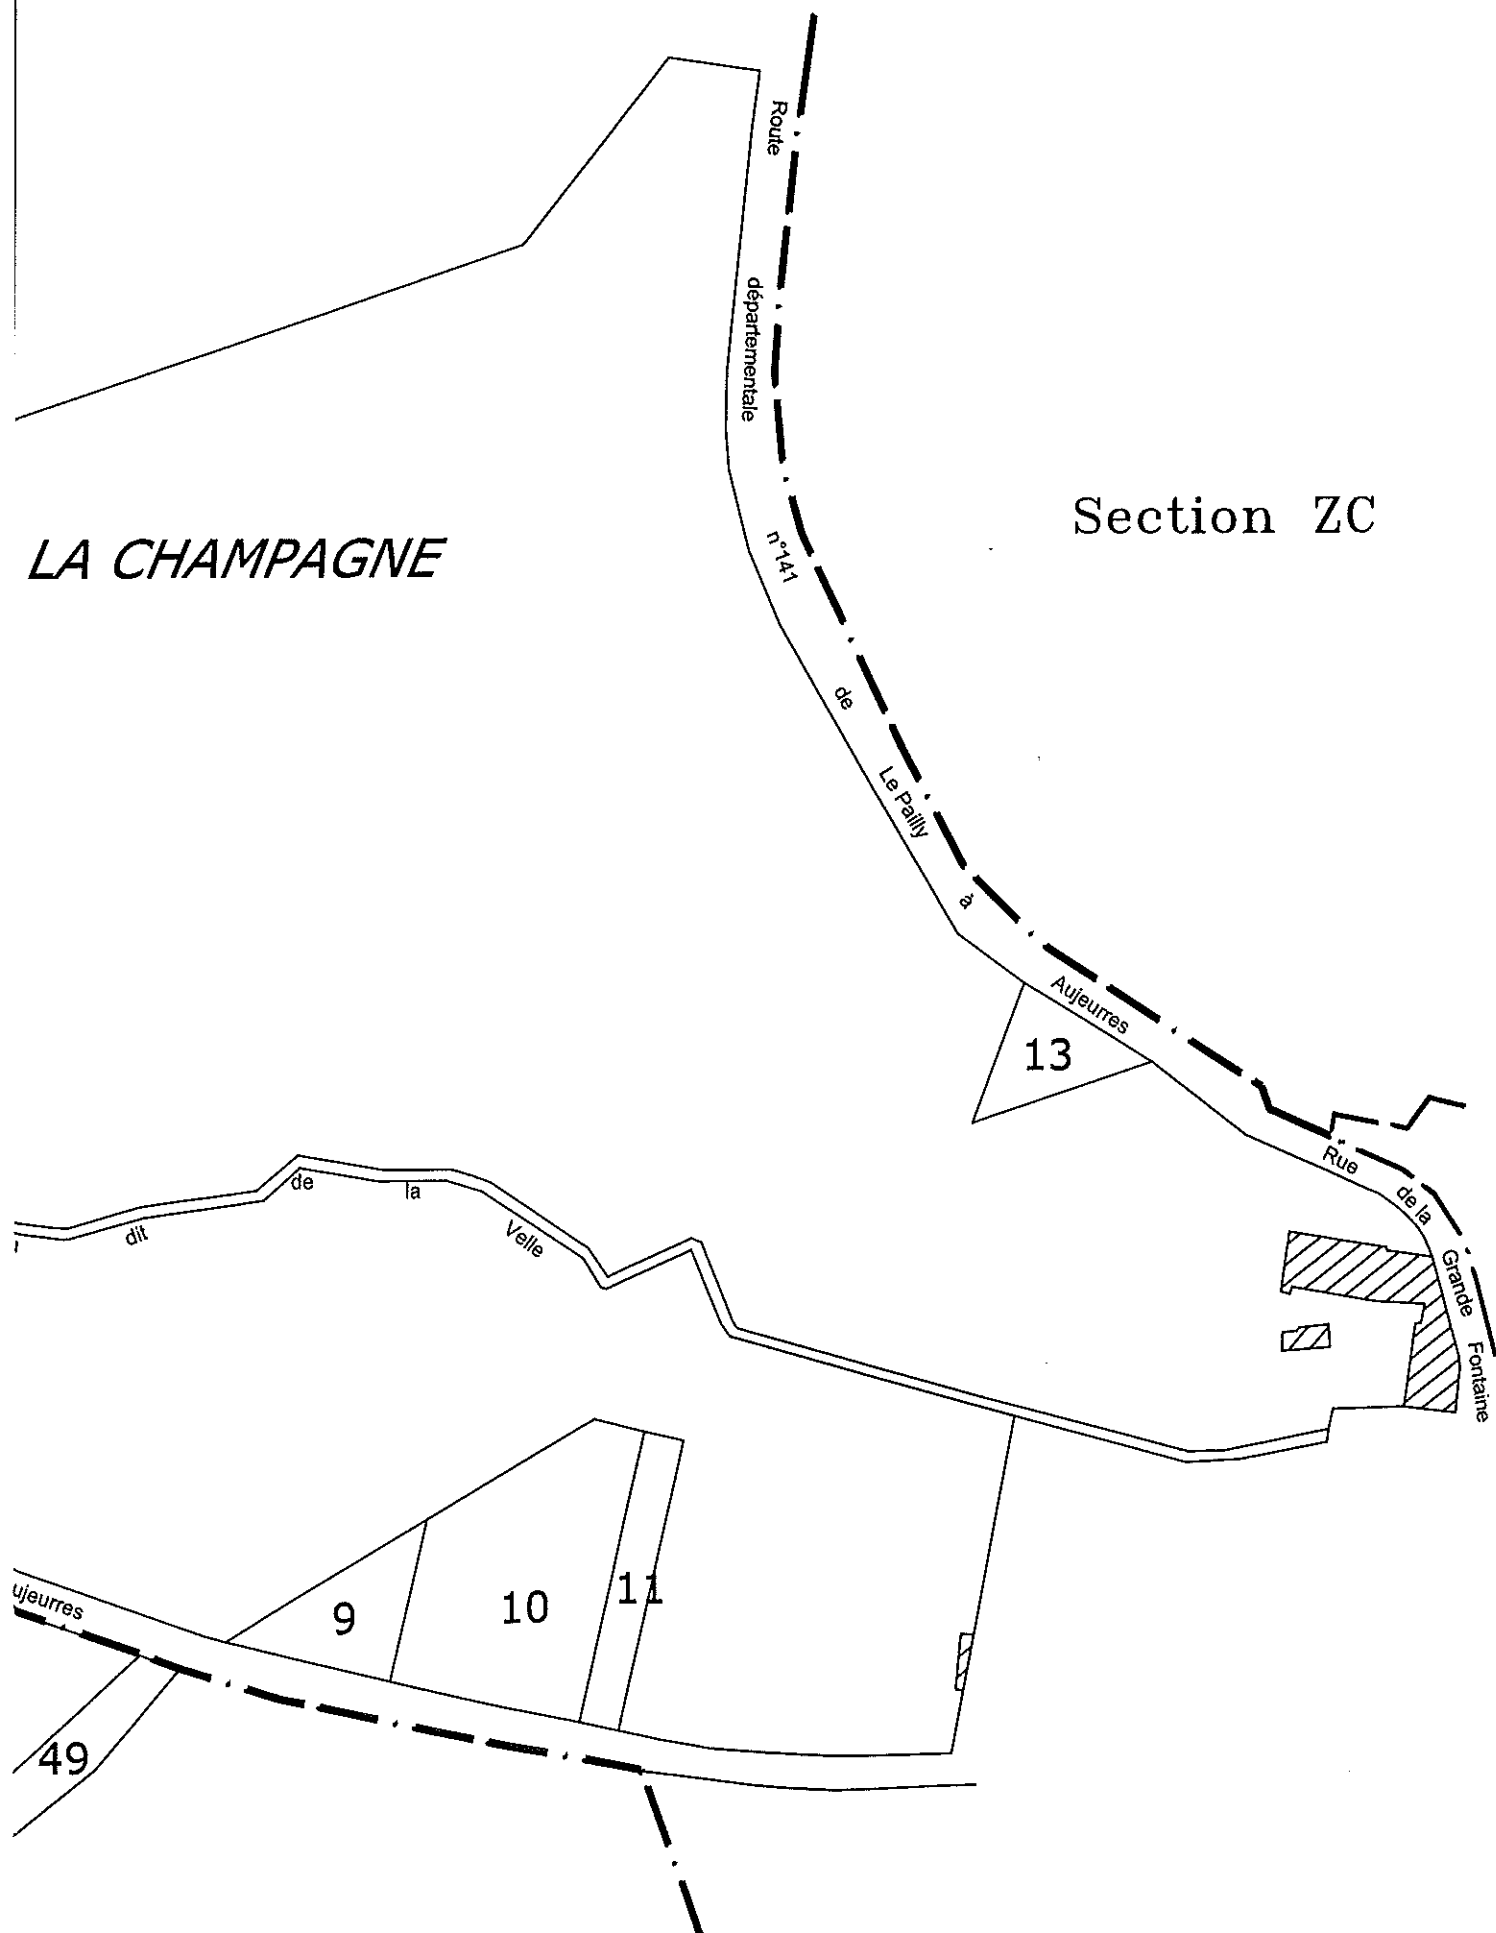 Route départementale n°141 de Le Pailly à Aujeurres
Section ZC
LA CHAMPAGNE
13
Rue de la Grande Fontaine
dit de la Velle
11
10
9
ujeurres
49